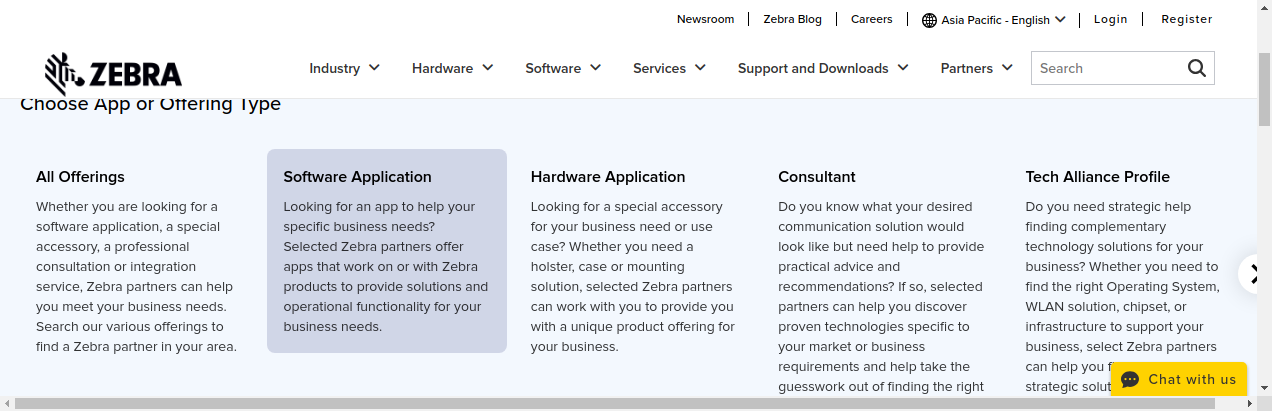 Newsroom Zebra Blog Careers Asia Pacific - English Login Register
ZEBRA Industry Hardware Software Services Support and Downloads Partners Search
Choose App or Offering Type
All Offerings
Whether you are looking for a
software application, a special
accessory, a professional
consultation or integration
service, Zebra partners can help
you meet your business needs.
Search our various offerings to
find a Zebra partner in your area.
Software Application
Looking for an app to help your
specific business needs?
Selected Zebra partners offer
apps that work on or with Zebra
products to provide solutions and
operational functionality for your
business needs.
Hardware Application
Looking for a special accessory
for your business need or use
case? Whether you need a
holster, case or mounting
solution, selected Zebra partners
can work with you to provide you
with a unique product offering for
your business.
Consultant
Do you know what your desired
communication solution would
look like but need help to provide
practical advice and
recommendations? If so, selected
partners can help you discover
proven technologies specific to
your market or business
requirements and help take the
guesswork out of finding the right
Tech Alliance Profile
Do you need strategic help
finding complementary
technology solutions for your
business? Whether you need to
find the right Operating System,
WLAN solution, chipset, or
infrastructure to support your
business, select Zebra partners
can help you
strategic
Chat with us